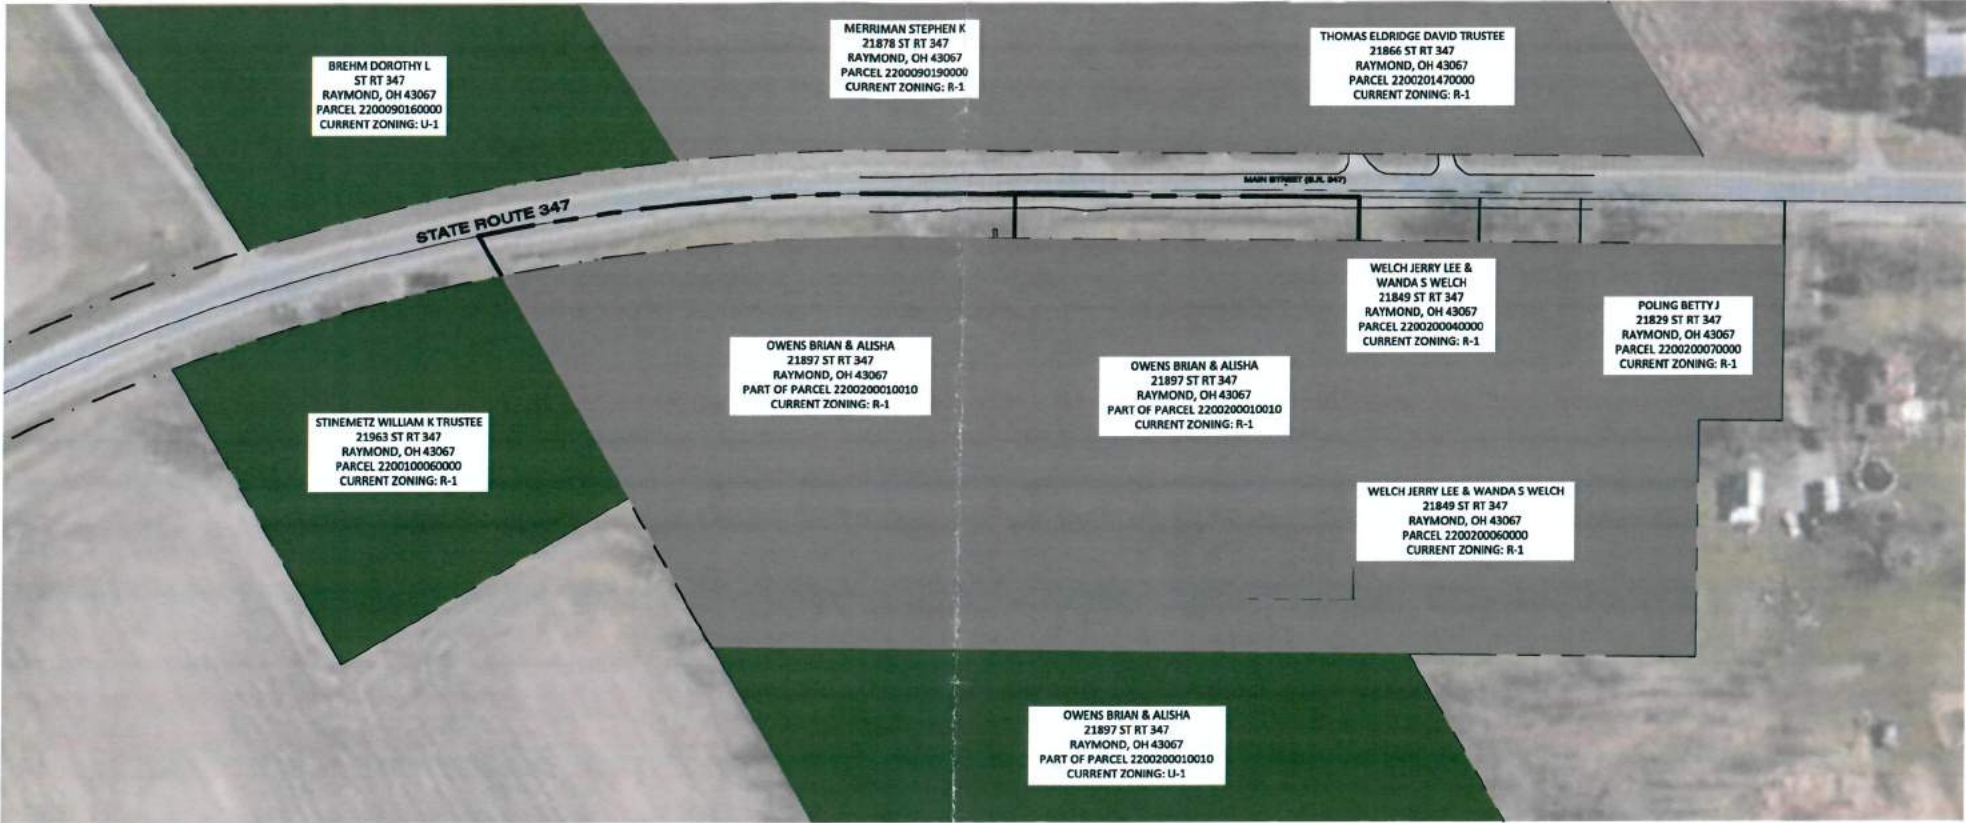 BREHM DOROTHY L
ST RT 347
RAYMOND, OH 43067
PARCEL 2200090160000
CURRENT ZONING: U-1
MERRIMAN STEPHEN K
21878 ST RT 347
RAYMOND, OH 43067
PARCEL 2200090190000
CURRENT ZONING: R-1
THOMAS ELDRIDGE DAVID TRUSTEE
21866 ST RT 347
RAYMOND, OH 43067
PARCEL 2200201470000
CURRENT ZONING: R-1
MAIN STREET (S.R. 347)
STATE ROUTE 347
WELCH JERRY LEE &
WANDA S WELCH
21849 ST RT 347
RAYMOND, OH 43067
PARCEL 2200200040000
CURRENT ZONING: R-1
POLING BETTY J
21829 ST RT 347
RAYMOND, OH 43067
PARCEL 2200200070000
CURRENT ZONING: R-1
OWENS BRIAN & ALISHA
21897 ST RT 347
RAYMOND, OH 43067
PART OF PARCEL 2200200010010
CURRENT ZONING: R-1
OWENS BRIAN & ALISHA
21897 ST RT 347
RAYMOND, OH 43067
PART OF PARCEL 2200200010010
CURRENT ZONING: R-1
STINEMETZ WILLIAM K TRUSTEE
21963 ST RT 347
RAYMOND, OH 43067
PARCEL 2200100060000
CURRENT ZONING: R-1
WELCH JERRY LEE & WANDA S WELCH
21849 ST RT 347
RAYMOND, OH 43067
PARCEL 2200200060000
CURRENT ZONING: R-1
OWENS BRIAN & ALISHA
21897 ST RT 347
RAYMOND, OH 43067
PART OF PARCEL 2200200010010
CURRENT ZONING: U-1